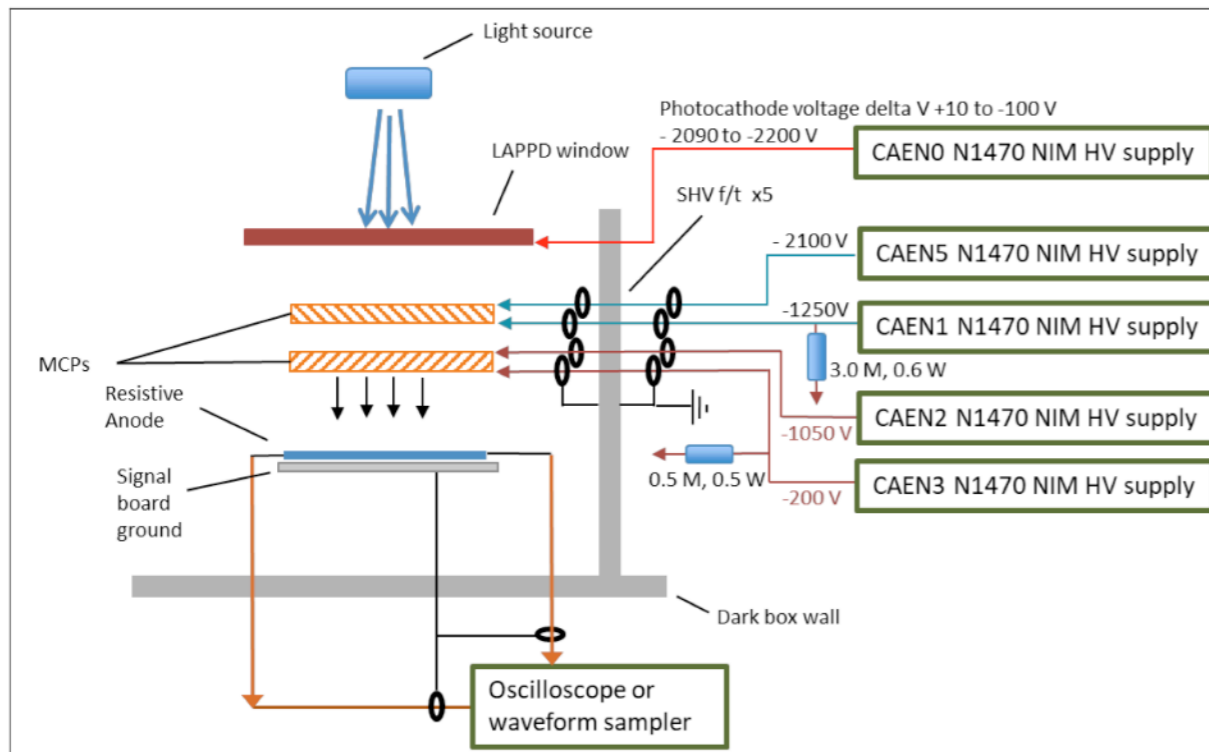 Light source
Photocathode voltage delta V +10 to -100 V
- 2090 to -2200 V
CAEN0 N1470 NIM HV supply
LAPPD window
SHV f/t x5
- 2100 V
CAEN5 N1470 NIM HV supply
-1250V
CAEN1 N1470 NIM HV supply
MCPs
3.0 M, 0.6 W
Resistive
Anode
CAEN2 N1470 NIM HV supply
-1050 V
Signal
board
ground
0.5 M, 0.5 W
CAEN3 N1470 NIM HV supply
-200 V
Dark box wall
Oscilloscope or
waveform sampler